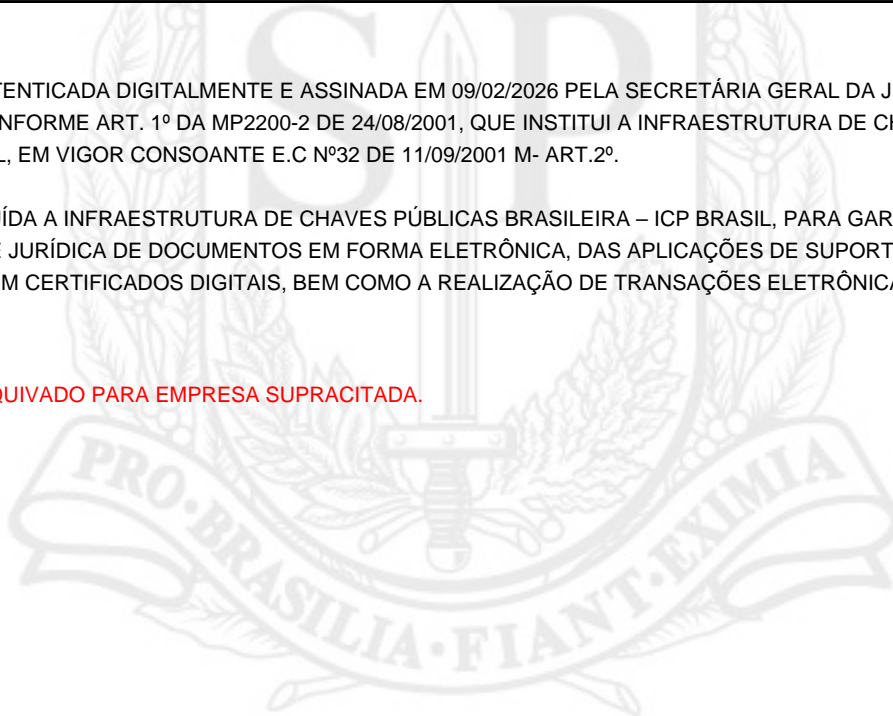 TENTICADA DIGITALMENTE E ASSINADA EM 09/02/2026 PELA SECRETÁRIA GERAL DA J
NFORME ART. 1º DA MP2200-2 DE 24/08/2001, QUE INSTITUI A INFRAESTRUTURA DE CH
L, EM VIGOR CONSOANTE E.C Nº32 DE 11/09/2001 M- ART.2º.
UÍDA A INFRAESTRUTURA DE CHAVES PÚBLICAS BRASILEIRA – ICP BRASIL, PARA GAR
E JURÍDICA DE DOCUMENTOS EM FORMA ELETRÔNICA, DAS APLICAÇÕES DE SUPORT
M CERTIFICADOS DIGITAIS, BEM COMO A REALIZAÇÃO DE TRANSAÇÕES ELETRÔNICA
QUIVADO PARA EMPRESA SUPRACITADA.
SP
PRO·BRASILIA·FIANT·EXIMIA